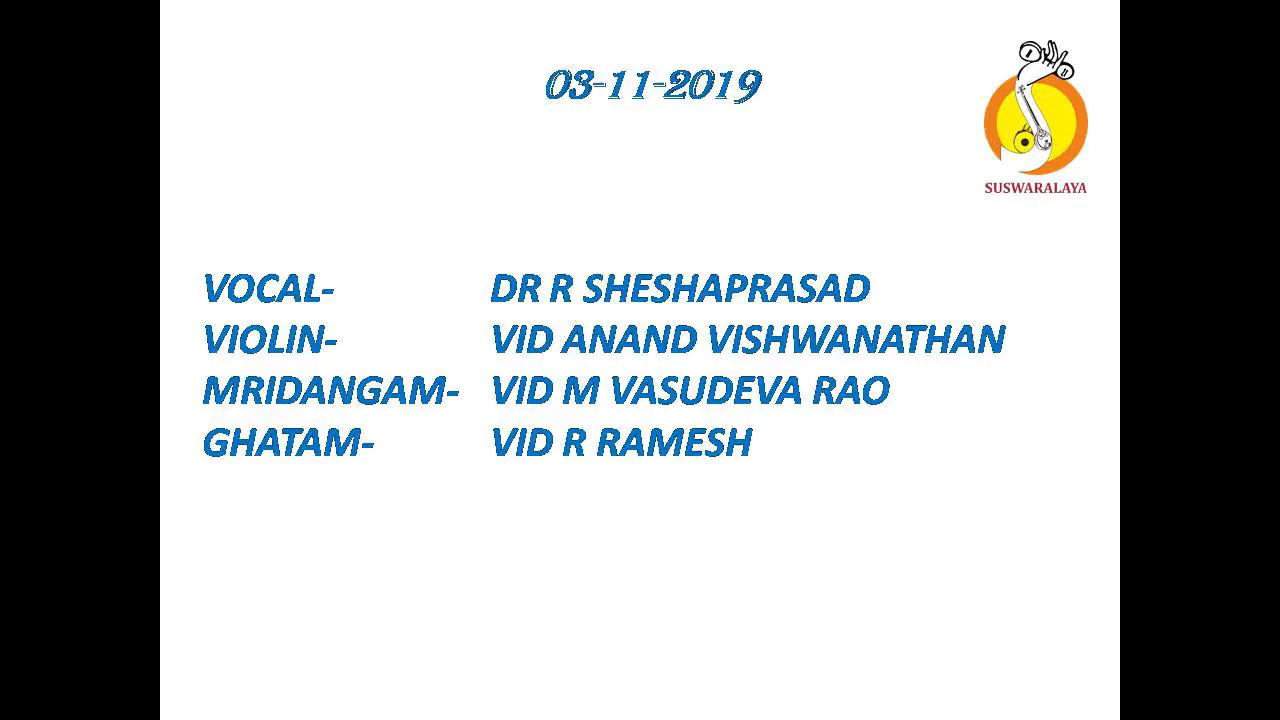 03-11-2019
SUSWARALAYA
VOCAL- DR R SHESHAPRASAD
VIOLIN- VID ANAND VISHWANATHAN
MRIDANGAM- VID M VASUDEVA RAO
GHATAM- VID R RAMESH